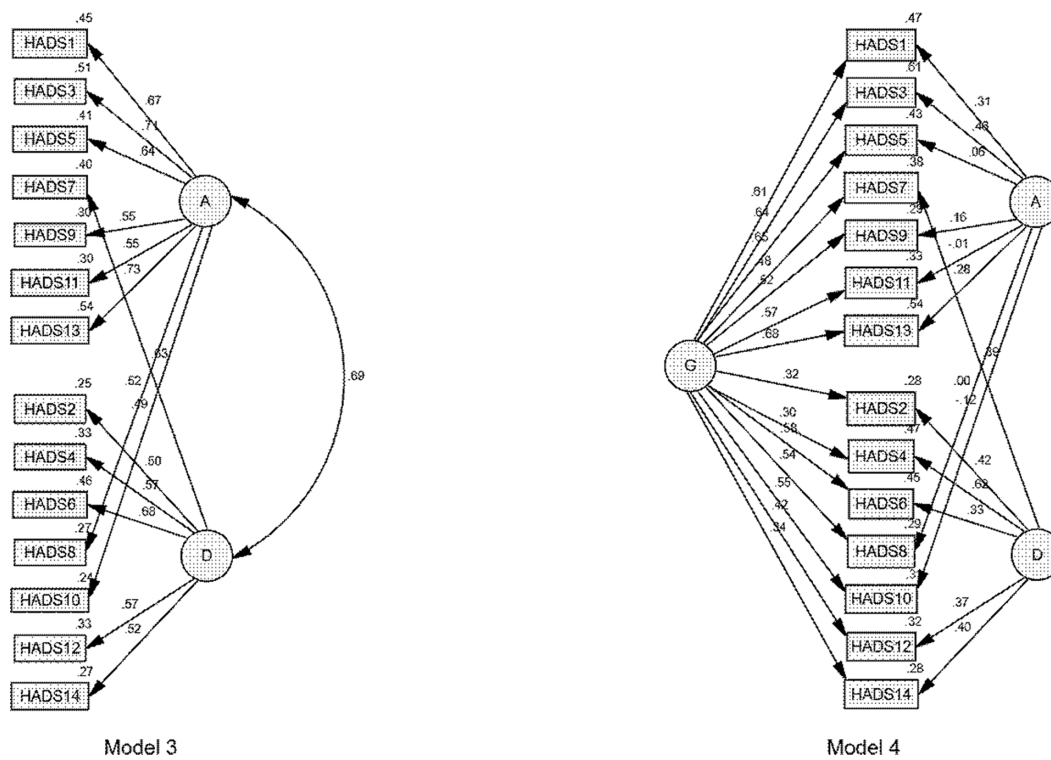 .45
HADS1
.51
HADS3
.41
HADS5
.40
HADS7
.30
HADS9
.30
HADS11
.54
HADS13
.25
HADS2
.33
HADS4
.46
HADS6
.27
HADS8
.24
HADS10
.33
HADS12
.27
HADS14
.67
.71
.64
A
.55
.55
.73
.63
.52
.49
.69
.50
.57
.68
D
.57
.52
Model 3
.47
HADS1
.61
HADS3
.43
HADS5
.38
HADS7
.29
HADS9
.33
HADS11
.54
HADS13
.28
HADS2
.47
HADS4
.45
HADS6
.29
HADS8
HADS10
.32
HADS12
.28
HADS14
.61
.64
.65
.48
.52
.57
.68
G
.32
.30
.58
.54
.55
.42
.34
.31
.46
.06
A
.16
-.01
.28
.39
.00
-.12
.42
.62
.33
D
.37
.40
Model 4